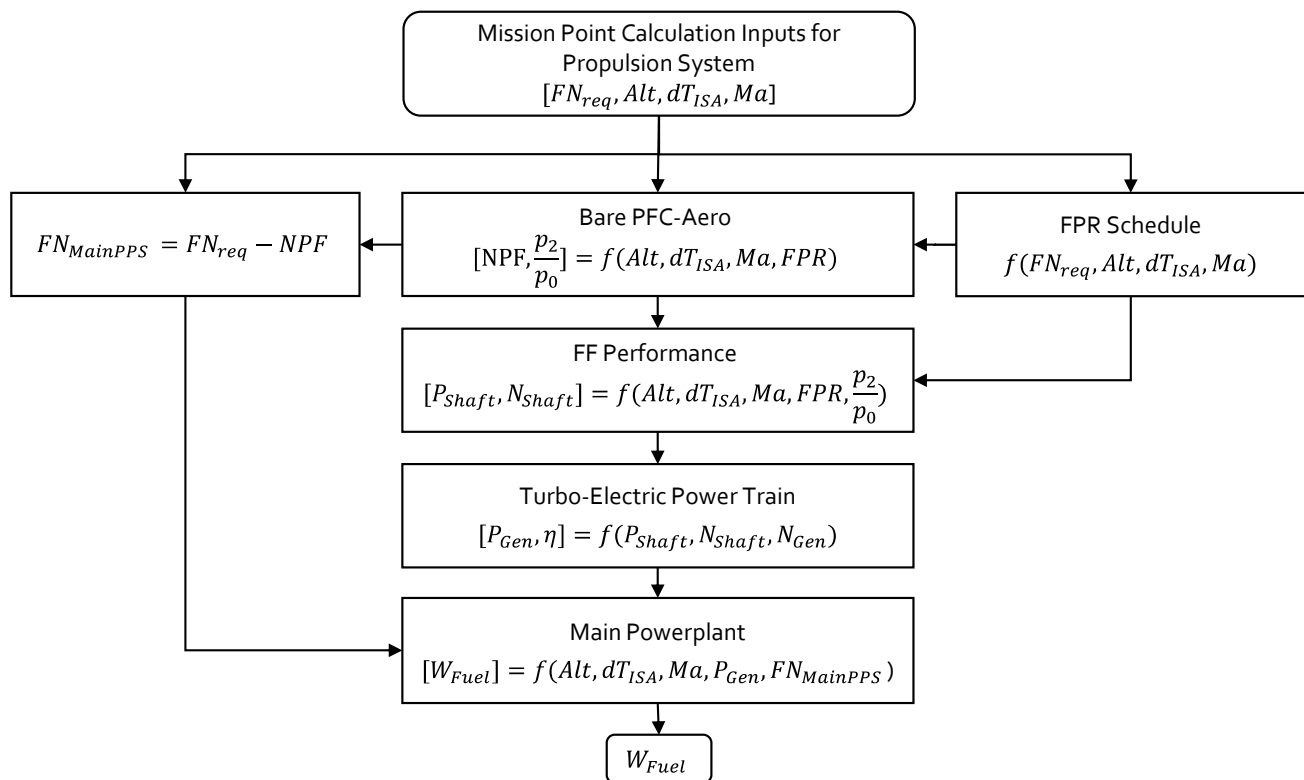 Mission Point Calculation Inputs for
Propulsion System
[FN_req, Alt, dT_ISA, Ma]
FN_MainPPS = FN_req − NPF
Bare PFC-Aero
[NPF, p_2/p_0] = f(Alt, dT_ISA, Ma, FPR)
FPR Schedule
f(FN_req, Alt, dT_ISA, Ma)
FF Performance
[P_Shaft, N_Shaft] = f(Alt, dT_ISA, Ma, FPR, p_2/p_0)
Turbo-Electric Power Train
[P_Gen, η] = f(P_Shaft, N_Shaft, N_Gen)
Main Powerplant
[W_Fuel] = f(Alt, dT_ISA, Ma, P_Gen, FN_MainPPS)
W_Fuel